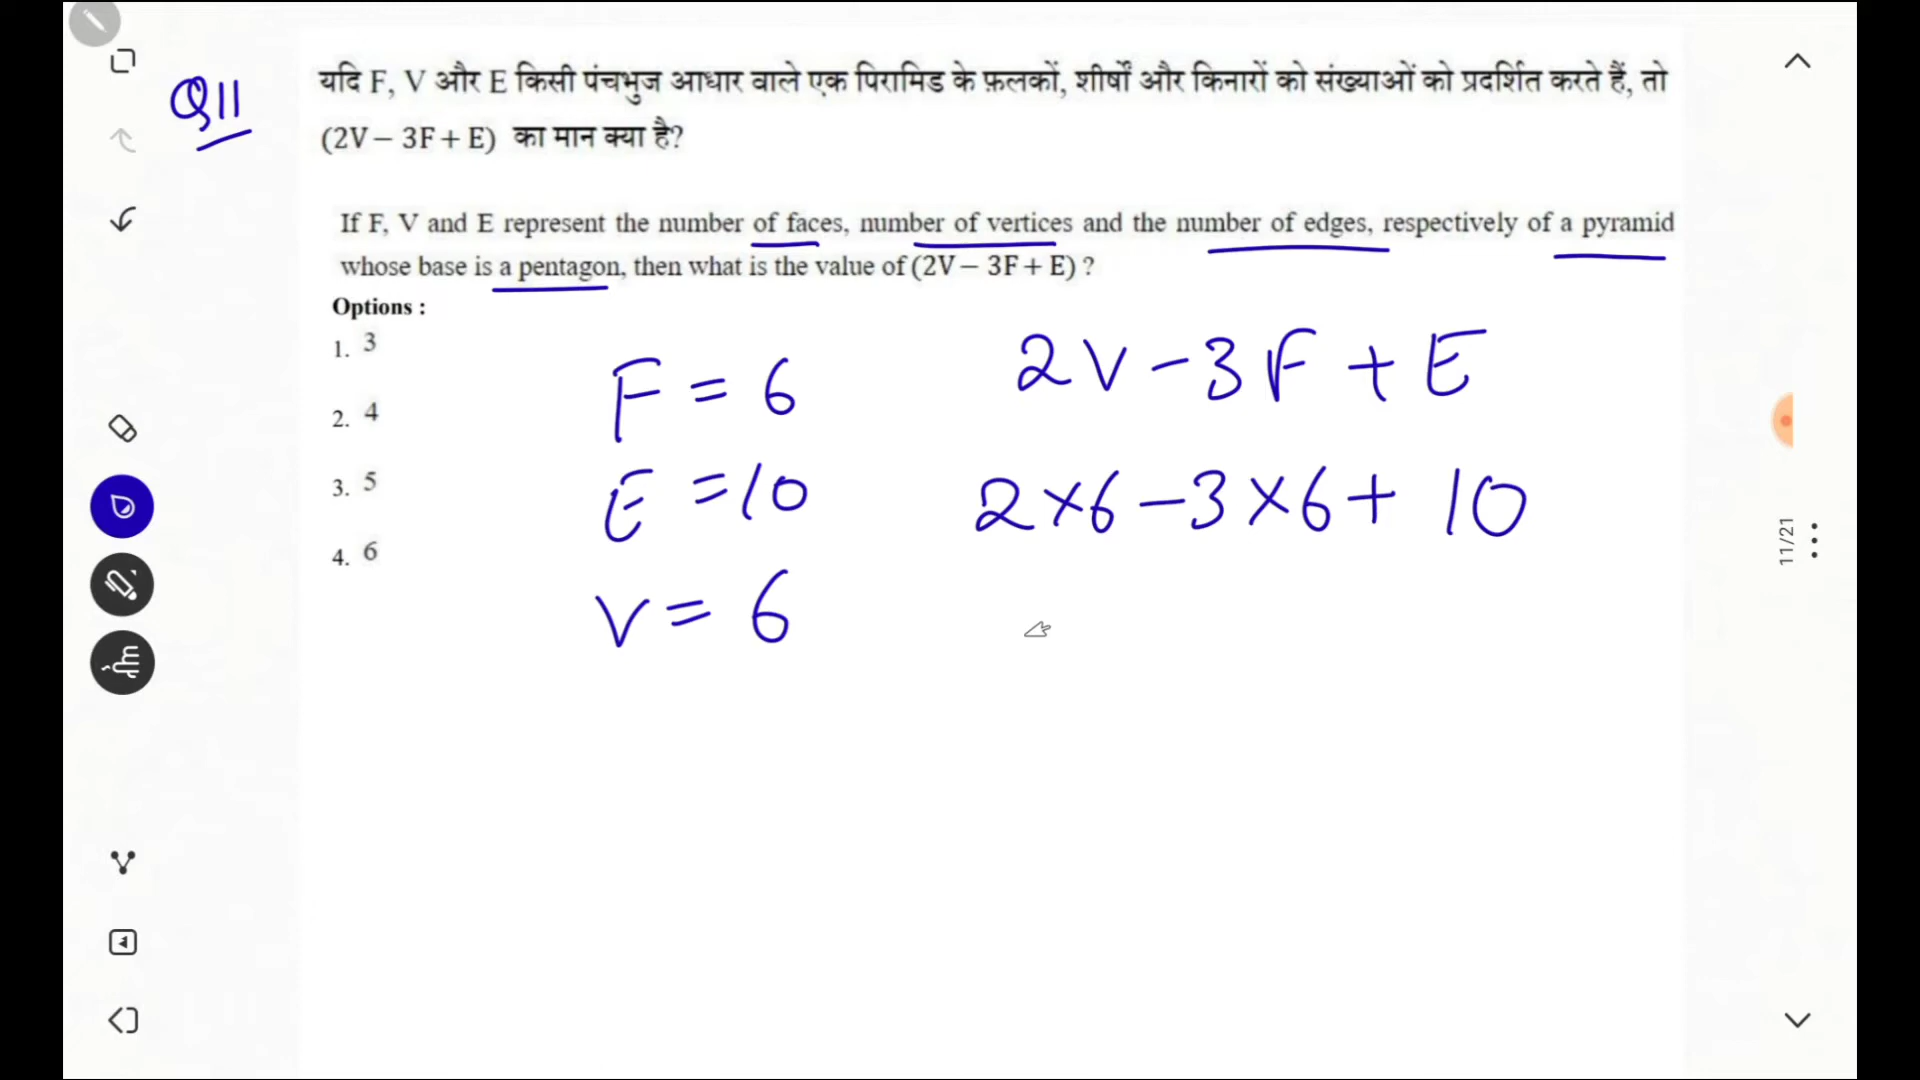 Q11
यदि F, V और E किसी पंचभुज आधार वाले एक पिरामिड के फ़लकों, शीर्षों और किनारों को संख्याओं को प्रदर्शित करते हैं, तो
(2V – 3F + E) का मान क्या है?
If F, V and E represent the number of faces, number of vertices and the number of edges, respectively of a pyramid
whose base is a pentagon, then what is the value of (2V – 3F + E) ?
Options :
1. 3
2. 4
3. 5
4. 6
F = 6
E = 10
V = 6
2V - 3F + E
2×6 - 3×6 + 10
11/21